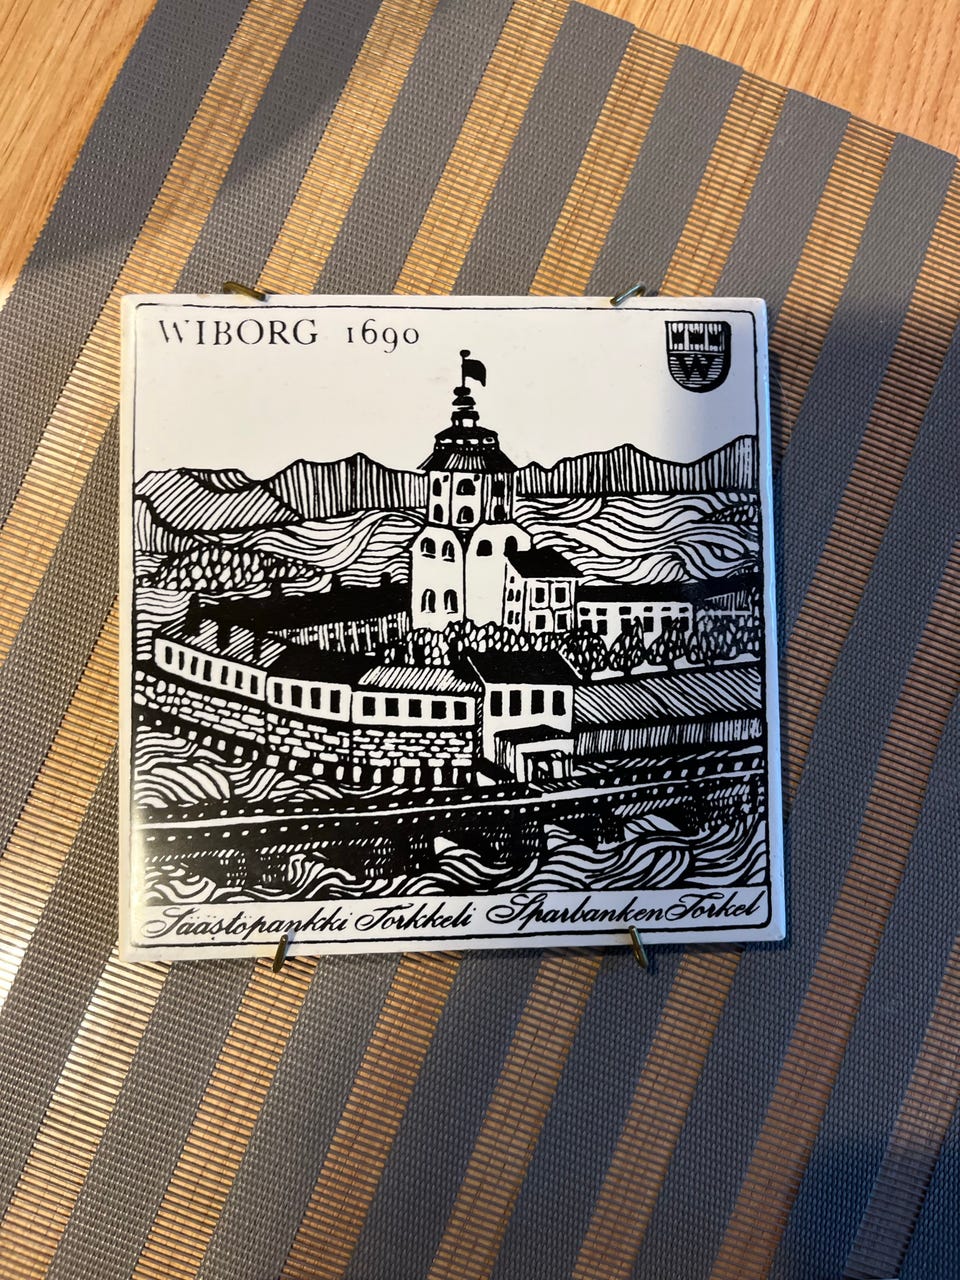 WIBORG 1690
W
Säästöpankki Torkkeli Sparbanken Torkel